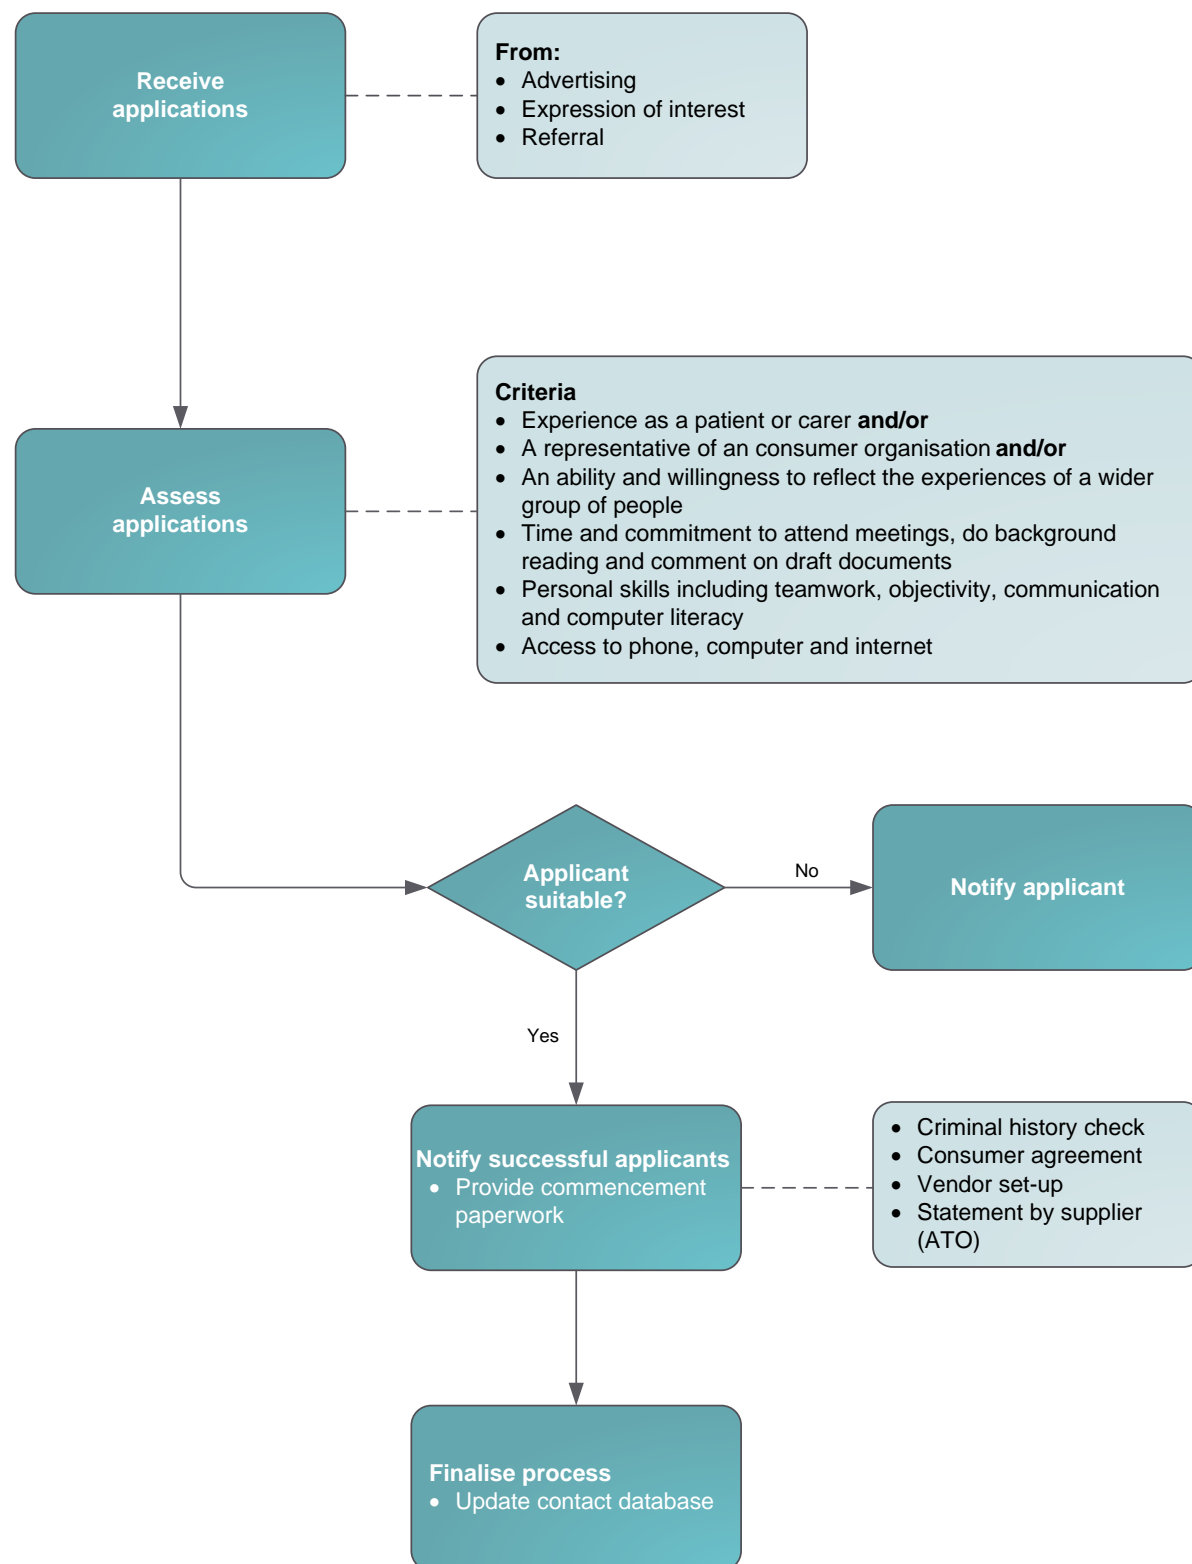 Receive
applications
From:
• Advertising
• Expression of interest
• Referral
Assess
applications
Criteria
• Experience as a patient or carer and/or
• A representative of an consumer organisation and/or
• An ability and willingness to reflect the experiences of a wider
group of people
• Time and commitment to attend meetings, do background
reading and comment on draft documents
• Personal skills including teamwork, objectivity, communication
and computer literacy
• Access to phone, computer and internet
Applicant
suitable?
No
Notify applicant
Yes
Notify successful applicants
• Provide commencement
paperwork
• Criminal history check
• Consumer agreement
• Vendor set-up
• Statement by supplier
(ATO)
Finalise process
• Update contact database